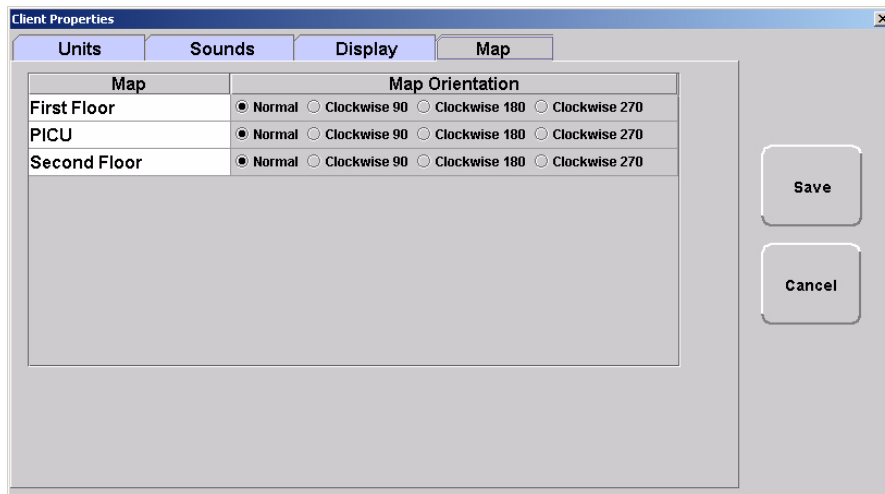 Client Properties
Units Sounds Display Map
Map Map Orientation
First Floor Normal Clockwise 90 Clockwise 180 Clockwise 270
PICU Normal Clockwise 90 Clockwise 180 Clockwise 270
Second Floor Normal Clockwise 90 Clockwise 180 Clockwise 270
Save
Cancel